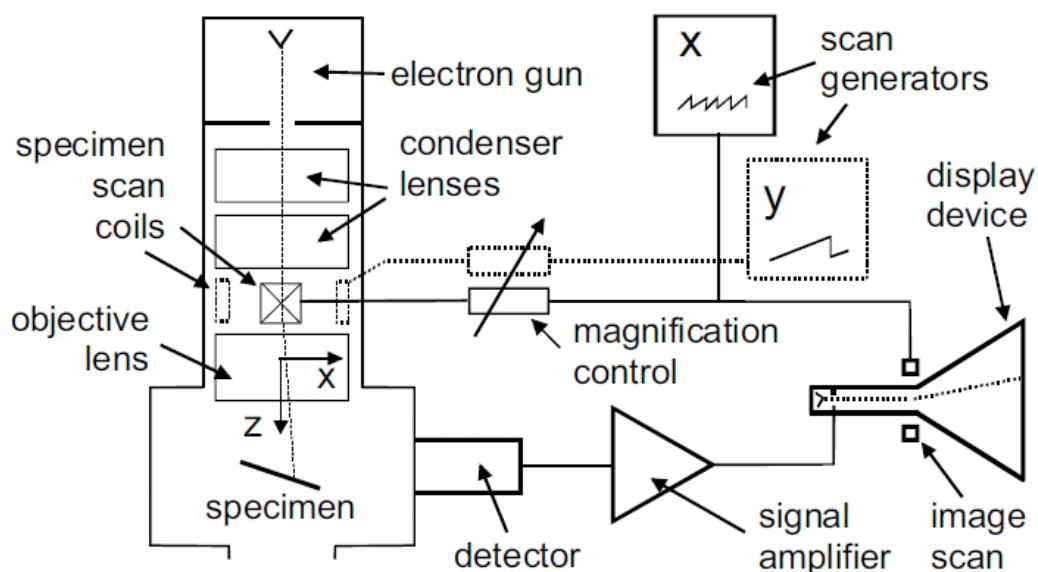 electron gun
specimen
scan
coils
condenser
lenses
objective
lens
x
z
specimen
detector
x
scan
generators
y
display
device
magnification
control
signal
amplifier
image
scan